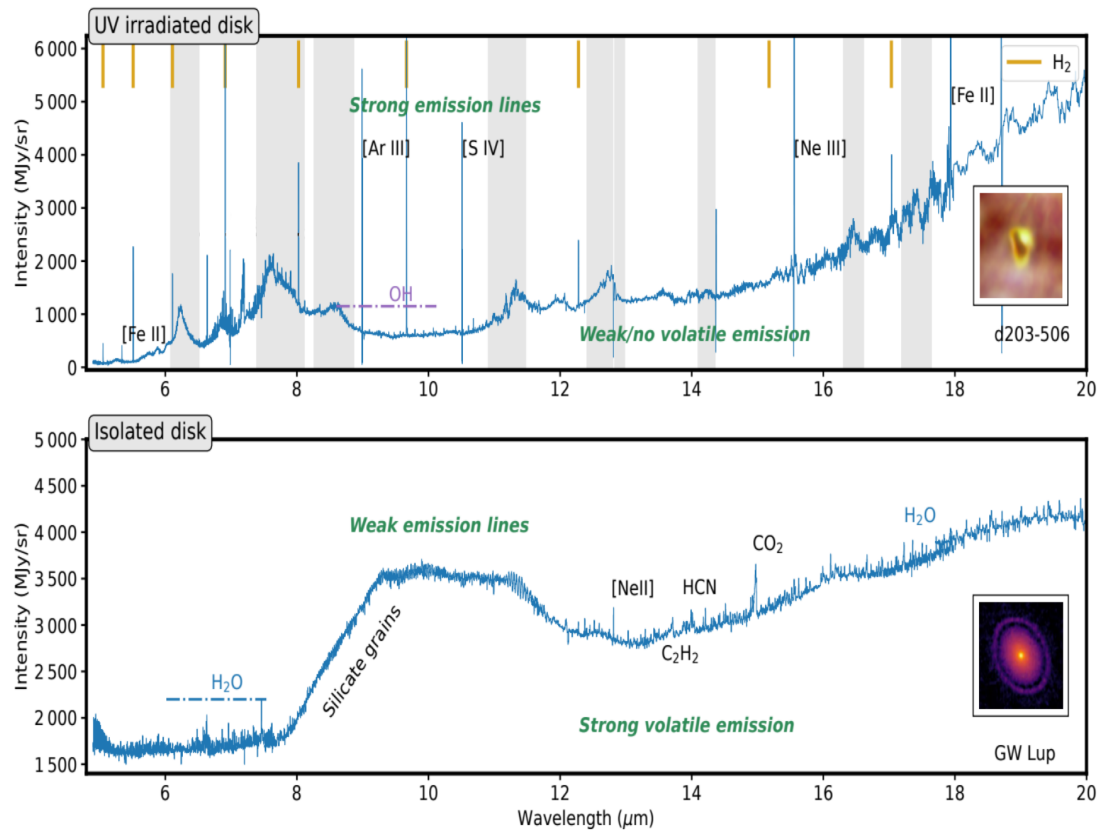 UV irradiated disk
6 000
5 000
4 000
3 000
2 000
1 000
0
Intensity (MJy/sr)
H₂
Strong emission lines
[Fe II]
[Ar III]
[S IV]
[Ne III]
OH
[Fe II]
Weak/no volatile emission
d203-506
6 8 10 12 14 16 18 20
Isolated disk
5 000
4 500
4 000
3 500
3 000
2 500
2 000
1 500
Intensity (MJy/sr)
Weak emission lines
H₂O
CO₂
[NeII]
HCN
C₂H₂
Silicate grains
H₂O
Strong volatile emission
GW Lup
6 8 10 12 14 16 18 20
Wavelength (μm)